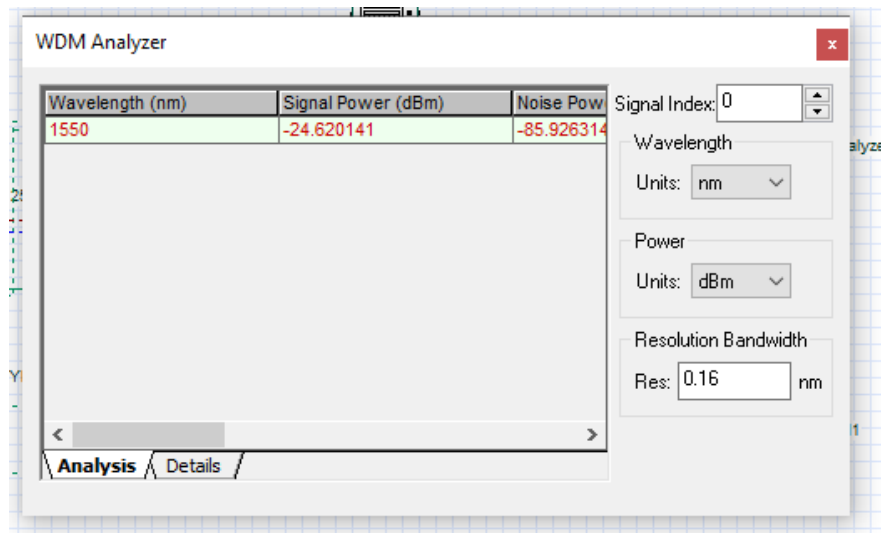 WDM Analyzer
x
Wavelength (nm) Signal Power (dBm) Noise Pow
1550 -24.620141 -85.926314
Signal Index: 0
Wavelength
Units: nm
Power
Units: dBm
Resolution Bandwidth
Res: 0.16 nm
Analysis Details
alyze